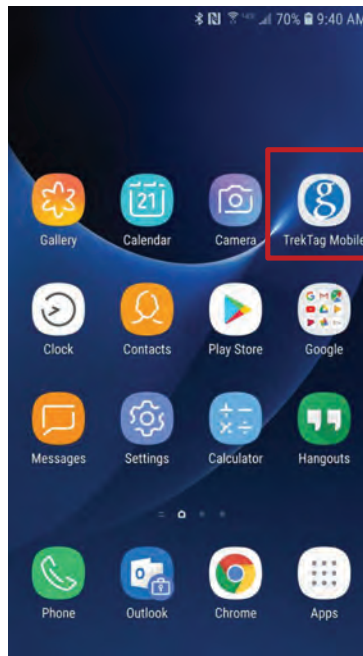 70% 9:40 AM
Gallery Calendar Camera TrekTag Mobile
21
g
Clock Contacts Play Store Google
Messages Settings Calculator Hangouts
Phone Outlook Chrome Apps